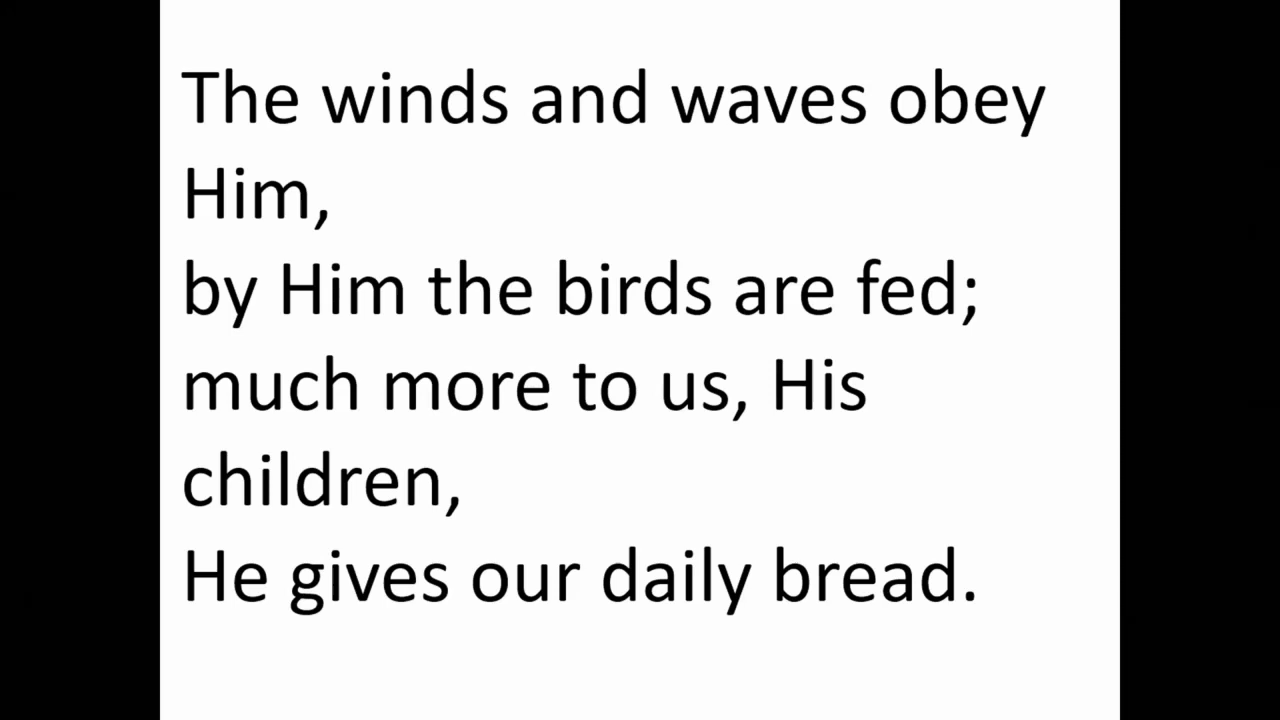 The winds and waves obey
Him,
by Him the birds are fed;
much more to us, His
children,
He gives our daily bread.